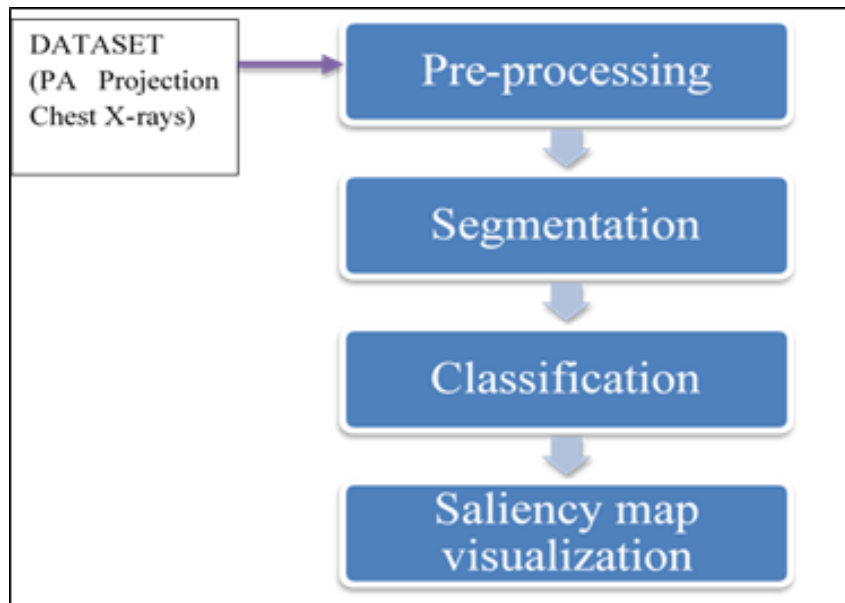 DATASET
(PA Projection
Chest X-rays)
Pre-processing
Segmentation
Classification
Saliency map
visualization